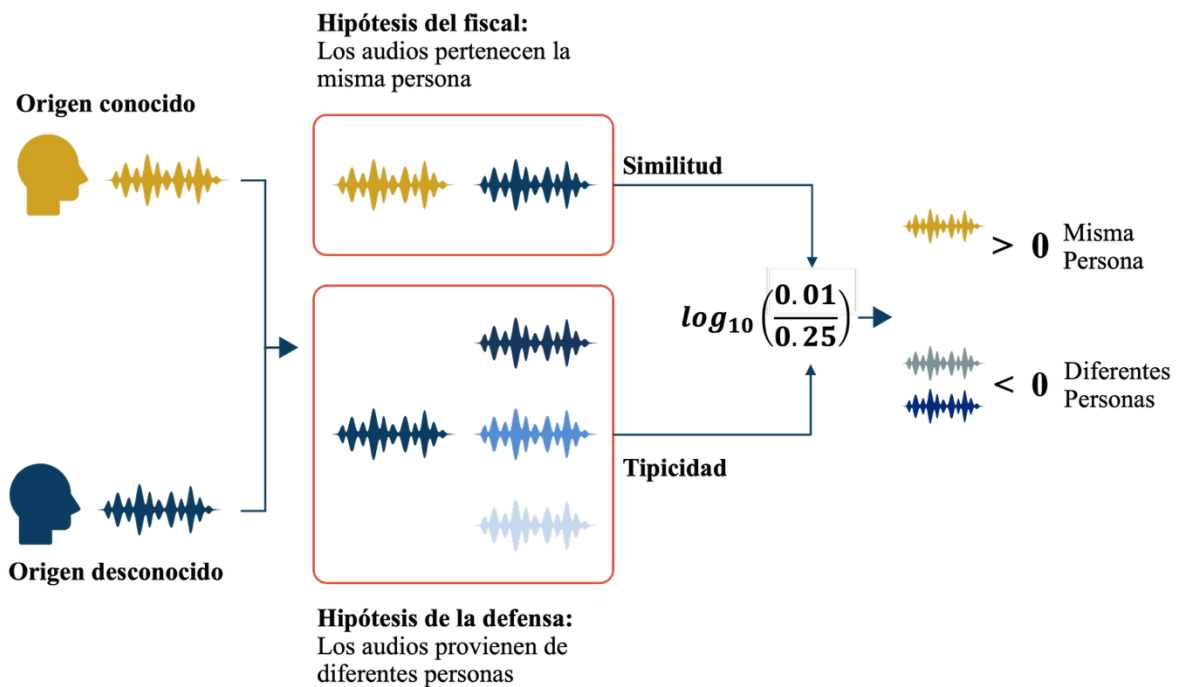 Hipótesis del fiscal:
Los audios pertenecen la
misma persona
Origen conocido
Similitud
> 0 Misma
Persona
log₁₀(0.01/0.25)
< 0 Diferentes
Personas
Tipicidad
Origen desconocido
Hipótesis de la defensa:
Los audios provienen de
diferentes personas